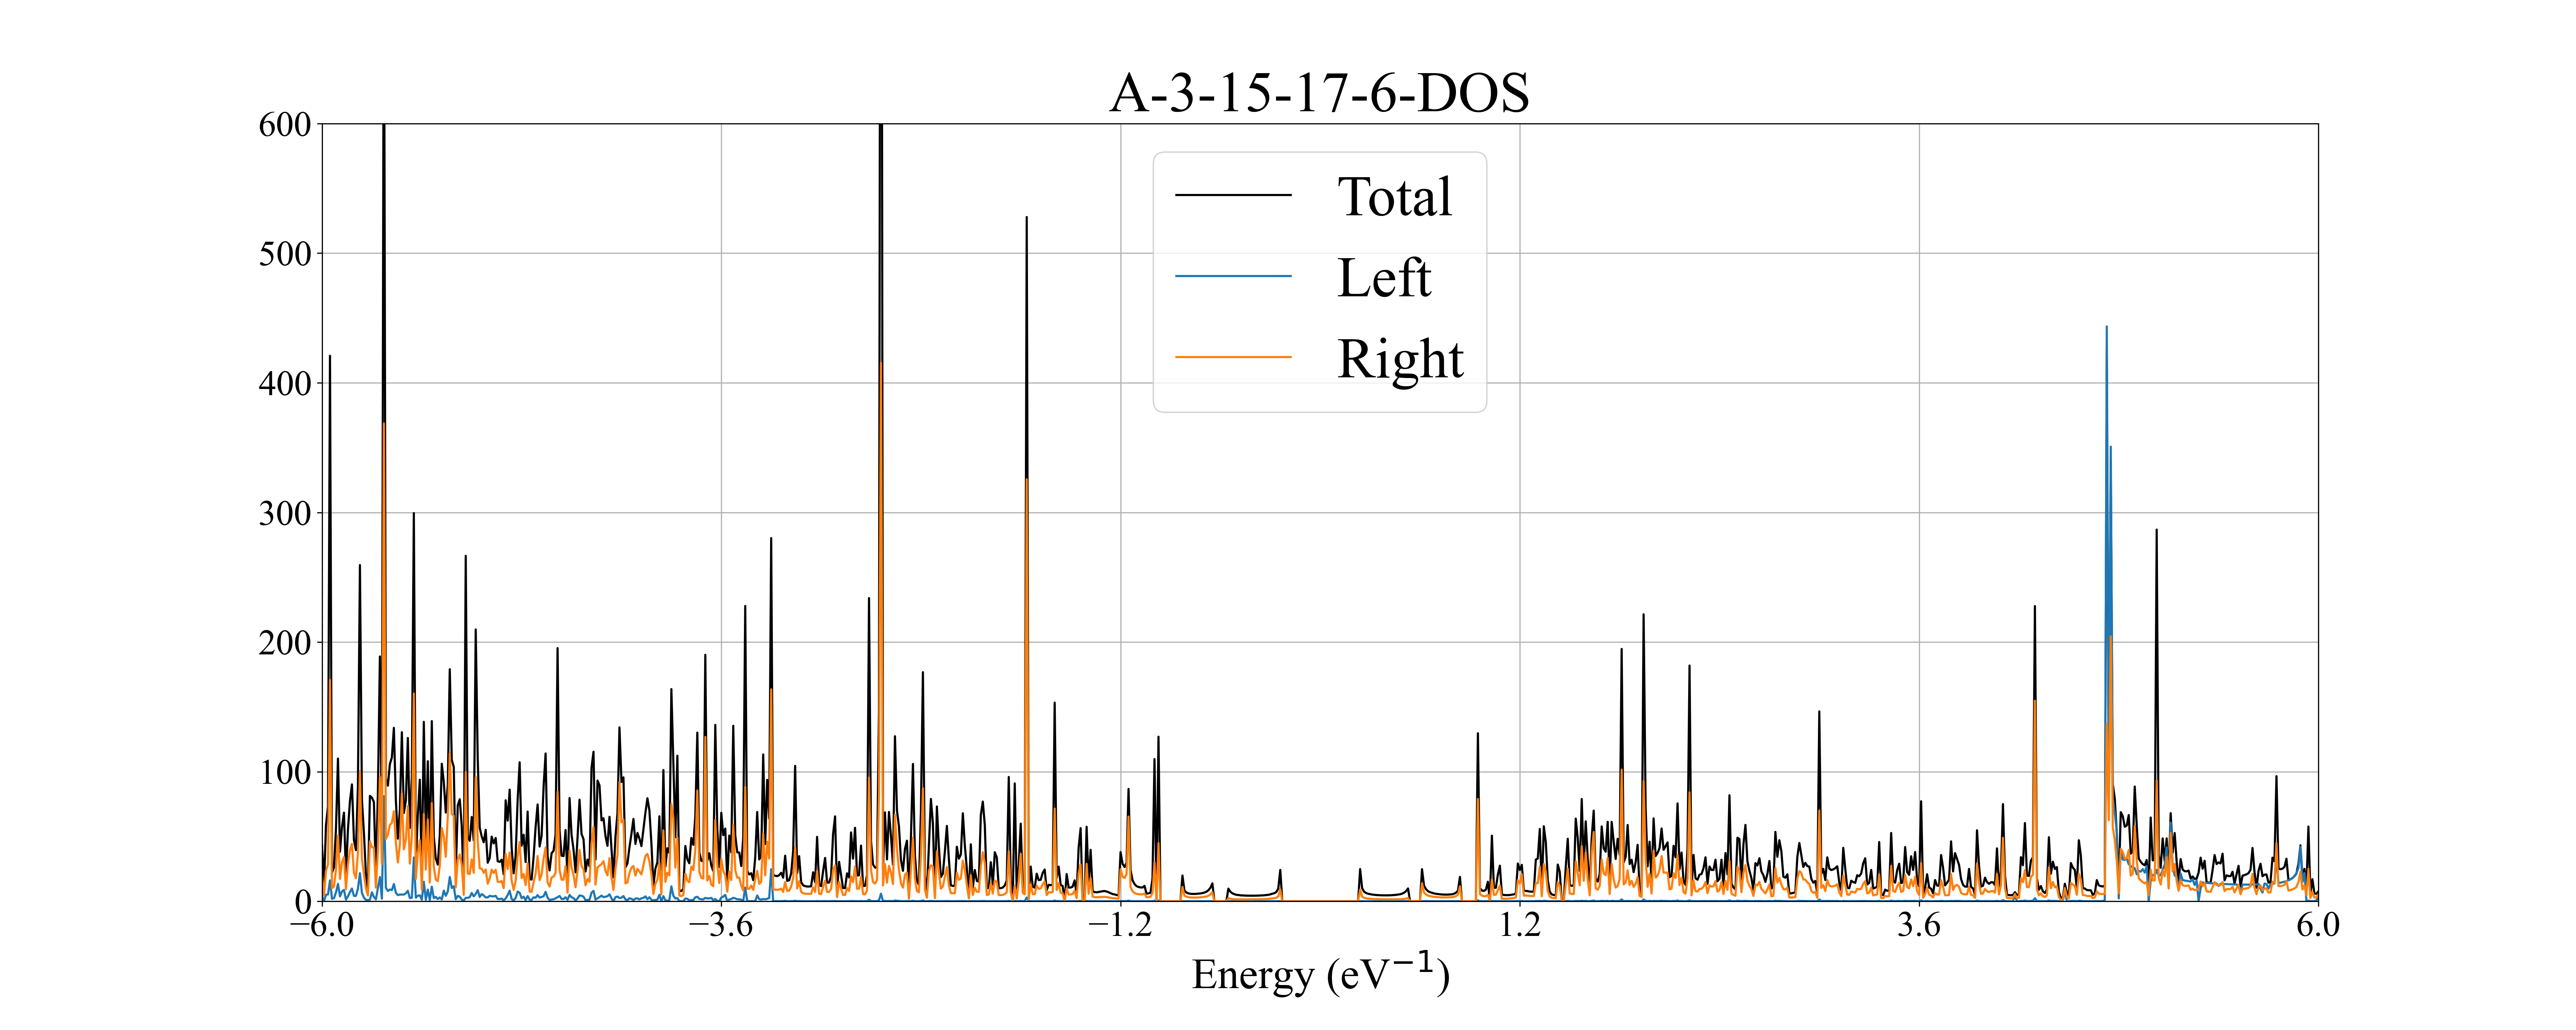 A-3-15-17-6-DOS
600
500
400
300
200
100
0
Total
Left
Right
−6.0 −3.6 −1.2 1.2 3.6 6.0
Energy (eV⁻¹)